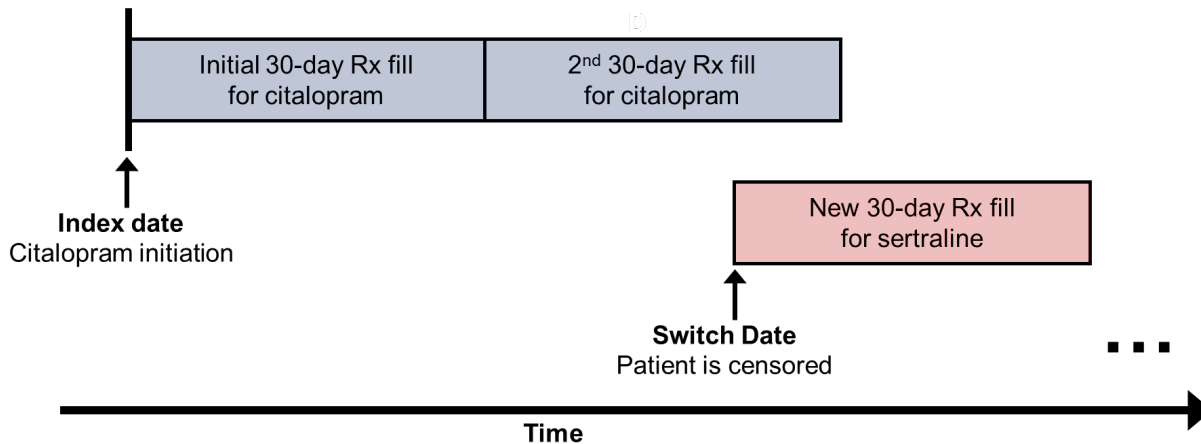 Initial 30-day Rx fill
for citalopram
2nd 30-day Rx fill
for citalopram
Index date
Citalopram initiation
New 30-day Rx fill
for sertraline
Switch Date
Patient is censored
...
Time